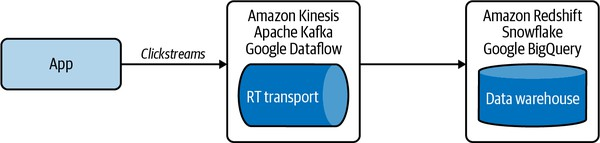 App
Clickstreams
Amazon Kinesis
Apache Kafka
Google Dataflow
RT transport
Amazon Redshift
Snowflake
Google BigQuery
Data warehouse